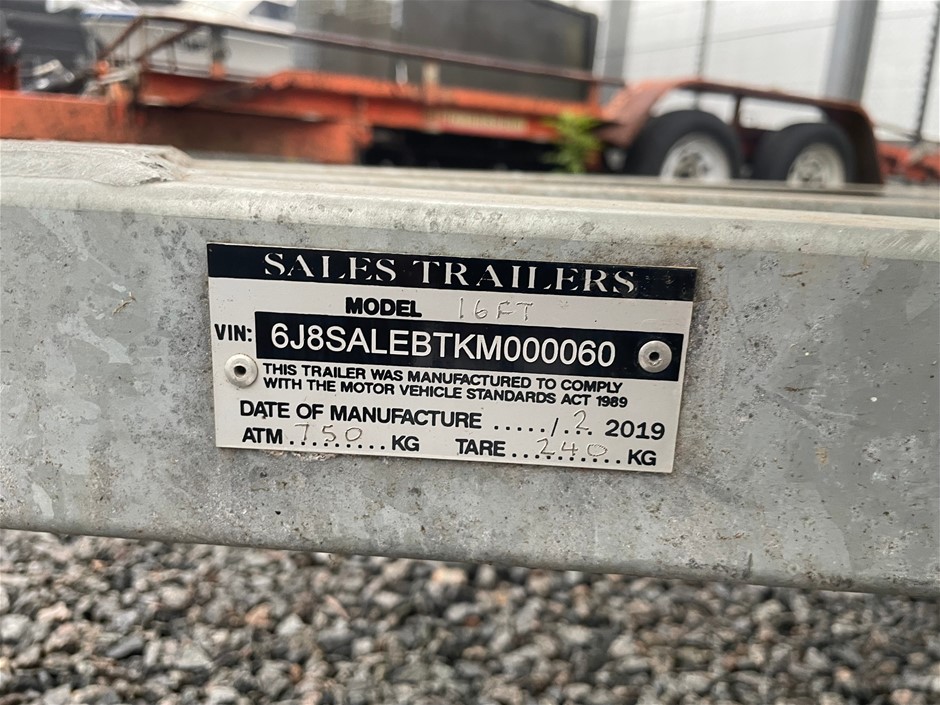 SALES TRAILERS
MODEL 16FT
VIN: 6J8SALEBTKM000060
THIS TRAILER WAS MANUFACTURED TO COMPLY
WITH THE MOTOR VEHICLE STANDARDS ACT 1989
DATE OF MANUFACTURE ...../.2. 2019
ATM.750.....KG TARE...240.....KG